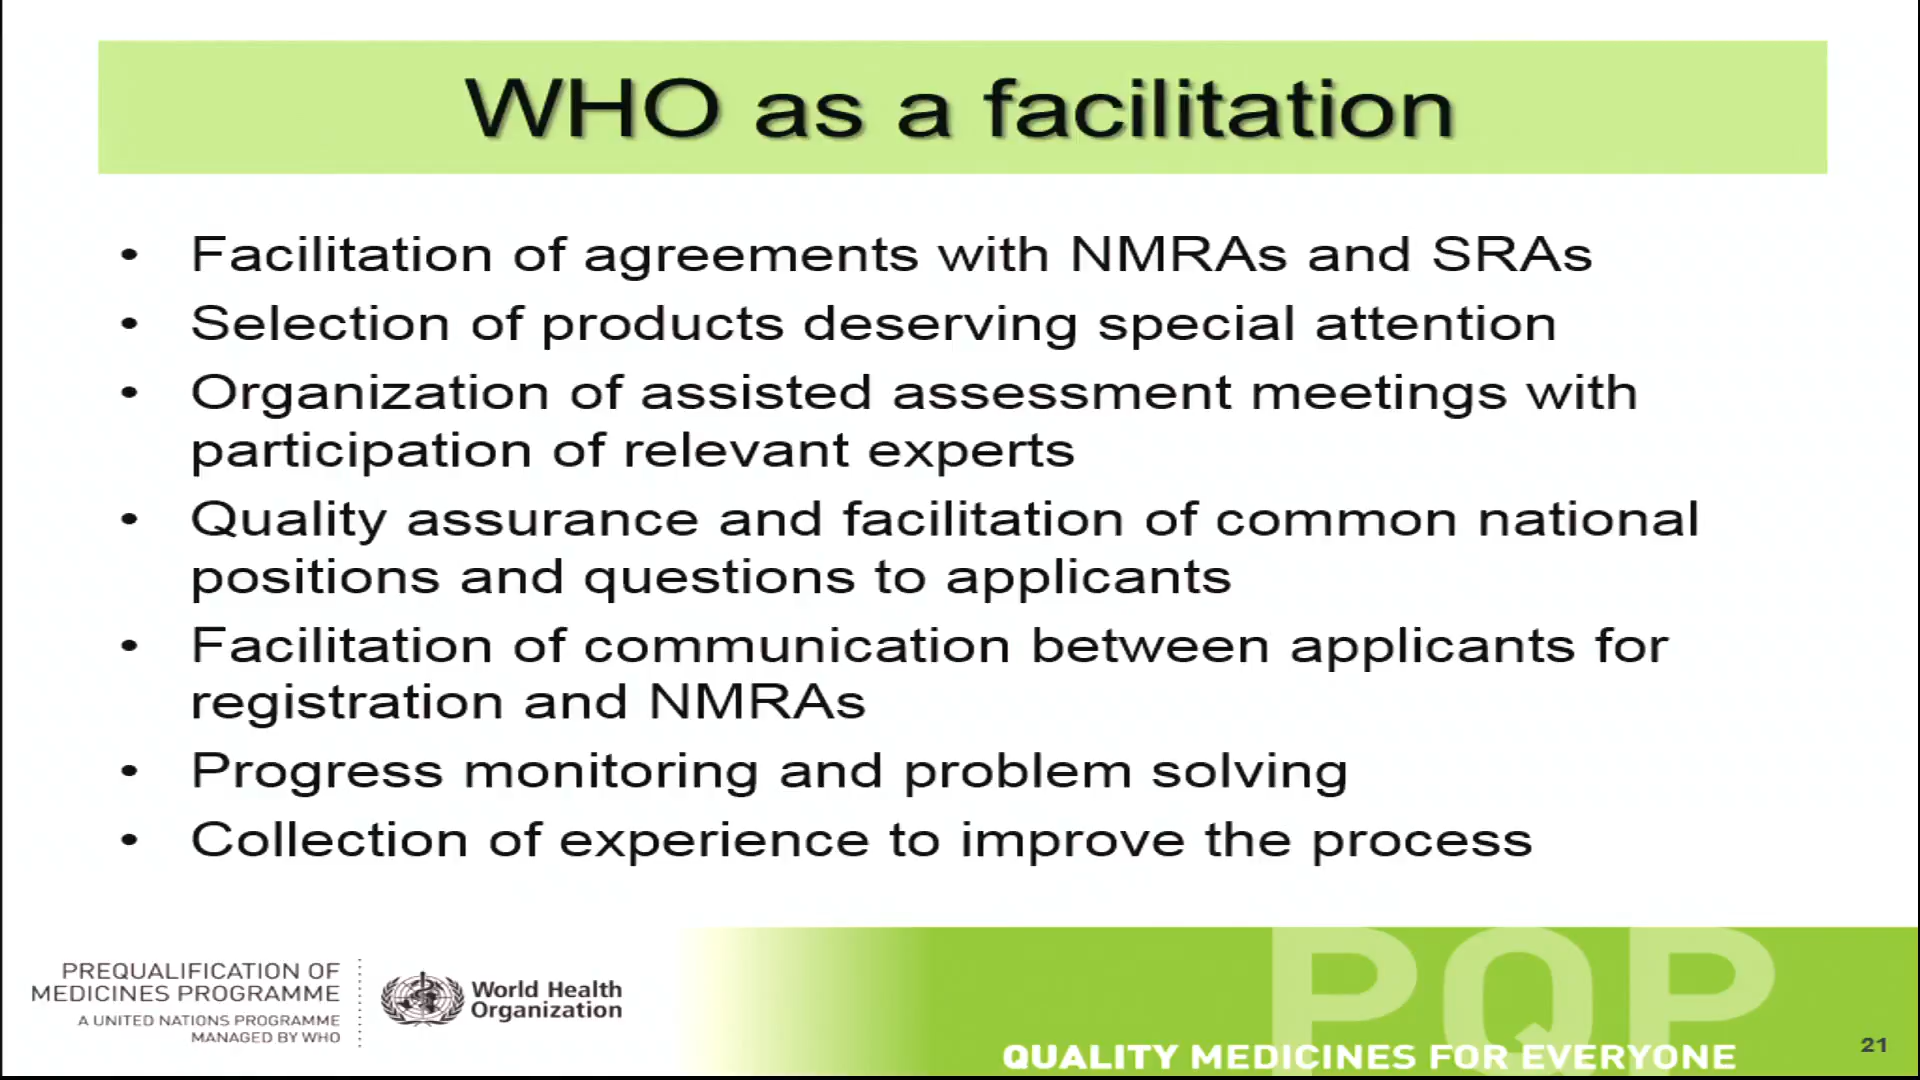 WHO as a facilitation
• Facilitation of agreements with NMRAs and SRAs
• Selection of products deserving special attention
• Organization of assisted assessment meetings with
participation of relevant experts
• Quality assurance and facilitation of common national
positions and questions to applicants
• Facilitation of communication between applicants for
registration and NMRAs
• Progress monitoring and problem solving
• Collection of experience to improve the process
PREQUALIFICATION OF
MEDICINES PROGRAMME
A UNITED NATIONS PROGRAMME
MANAGED BY WHO
World Health
Organization
PQP
QUALITY MEDICINES FOR EVERYONE
21